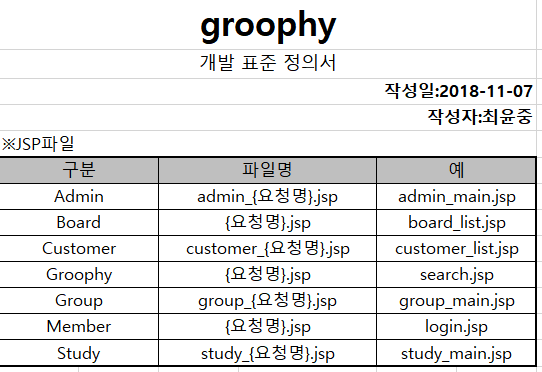 groophy
개발 표준 정의서
작성일:2018-11-07
작성자:최윤중
※JSP파일
구분 파일명 예
Admin admin_{요청명}.jsp admin_main.jsp
Board {요청명}.jsp board_list.jsp
Customer customer_{요청명}.jsp customer_list.jsp
Groophy {요청명}.jsp search.jsp
Group group_{요청명}.jsp group_main.jsp
Member {요청명}.jsp login.jsp
Study study_{요청명}.jsp study_main.jsp